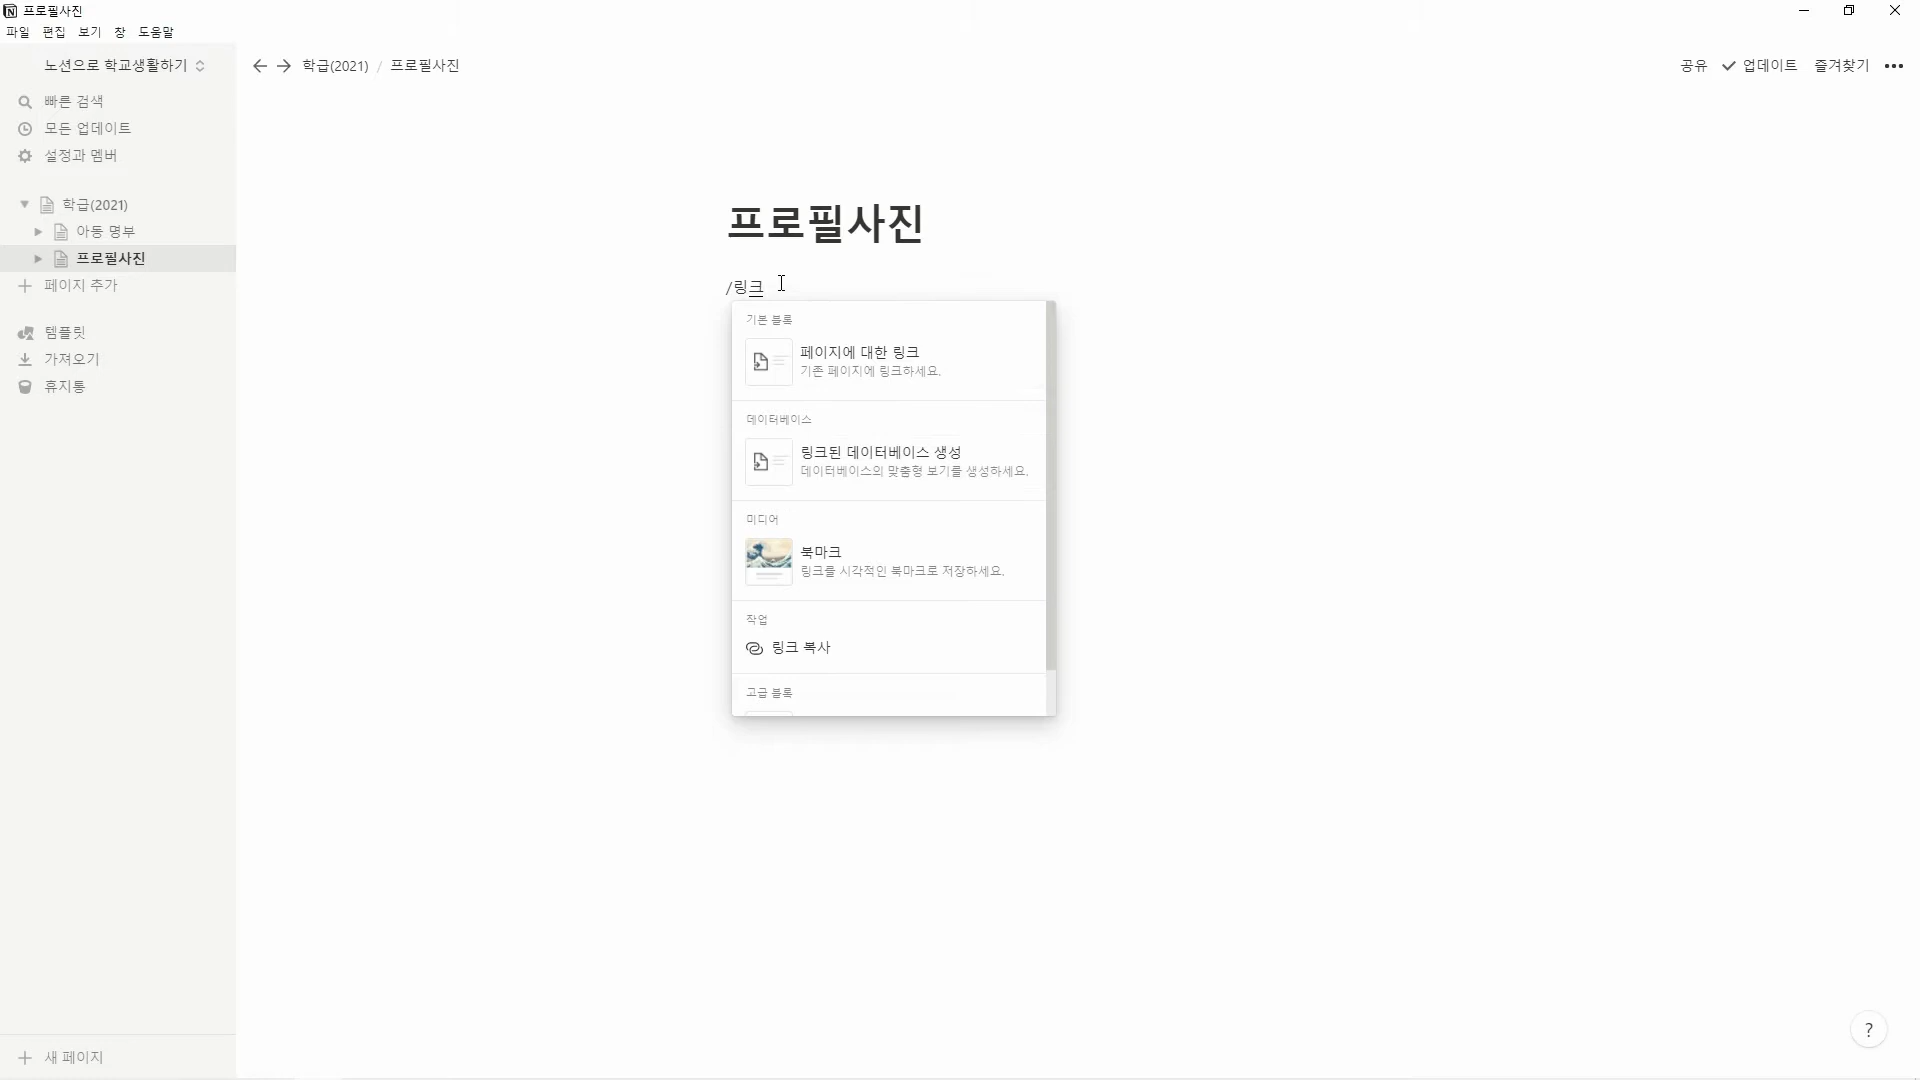 프로필사진
파일 편집 보기 창 도움말
노션으로 학교생활하기
학급(2021) / 프로필사진
공유 업데이트 즐겨찾기
빠른 검색
모든 업데이트
설정과 멤버
학급(2021)
아동 명부
프로필사진
페이지 추가
템플릿
가져오기
휴지통
프로필사진
/링크
기본 블록
페이지에 대한 링크
기존 페이지에 링크하세요.
데이터베이스
링크된 데이터베이스 생성
데이터베이스의 맞춤형 보기를 생성하세요.
미디어
북마크
링크를 시각적인 북마크로 저장하세요.
작업
링크 복사
고급 블록
새 페이지
?